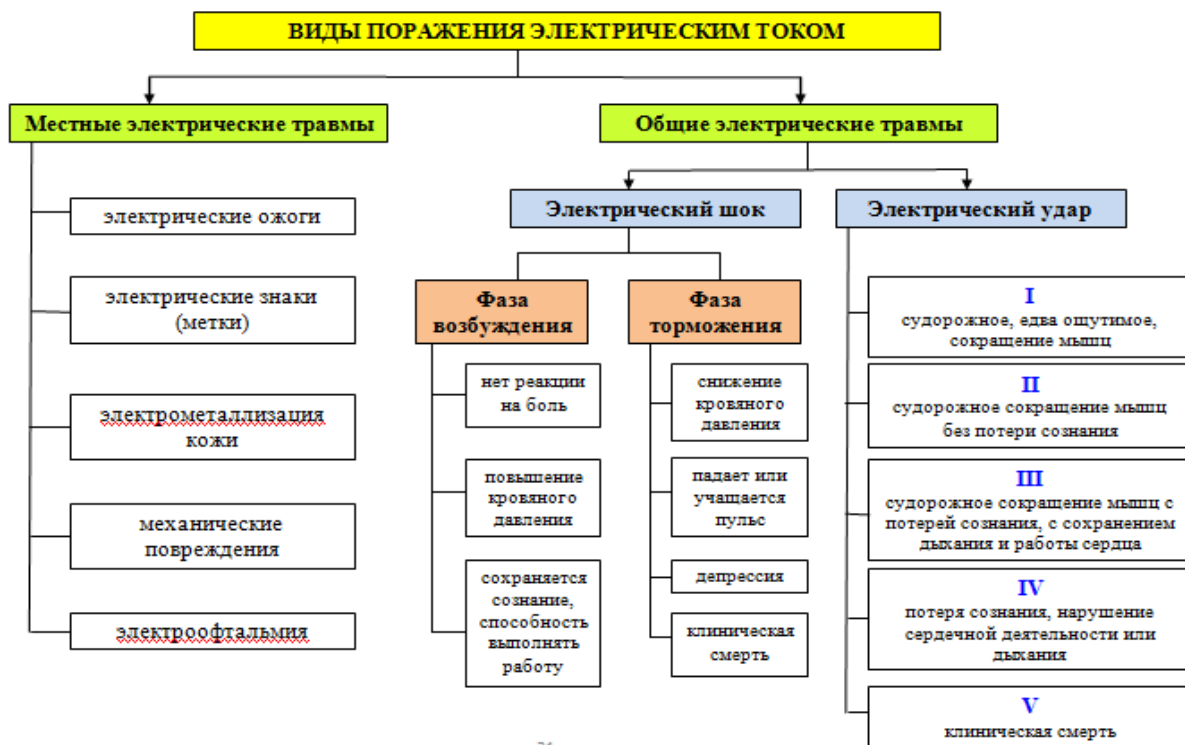 ВИДЫ ПОРАЖЕНИЯ ЭЛЕКТРИЧЕСКИМ ТОКОМ
Местные электрические травмы
электрические ожоги
электрические знаки
(метки)
электрометаллизация
кожи
механические
повреждения
электроофтальмия
Общие электрические травмы
Электрический шок
Фаза
возбуждения
нет реакции
на боль
повышение
кровяного
давления
сохраняется
сознание,
способность
выполнять
работу
Фаза
торможения
снижение
кровяного
давления
падает или
учащается
пульс
депрессия
клиническая
смерть
Электрический удар
I
судорожное, едва ощутимое,
сокращение мышц
II
судорожное сокращение мышц
без потери сознания
III
судорожное сокращение мышц с
потерей сознания, с сохранением
дыхания и работы сердца
IV
потеря сознания, нарушение
сердечной деятельности или
дыхания
V
клиническая смерть